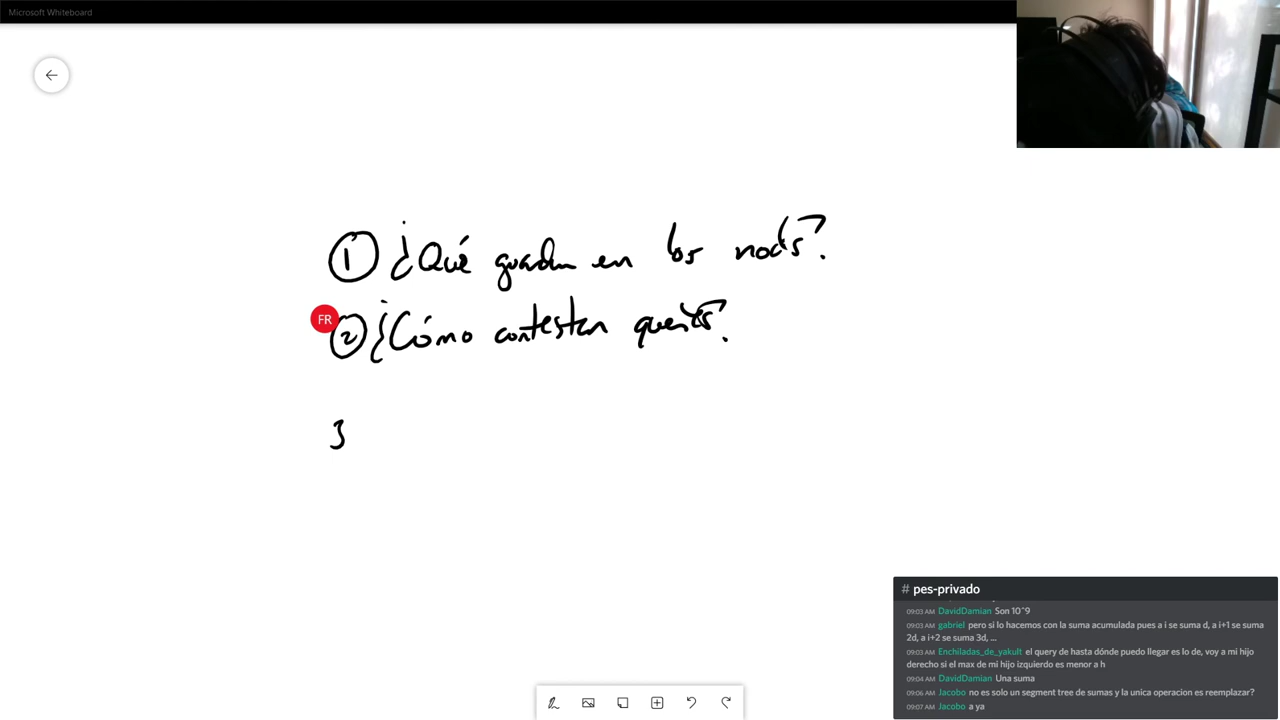 Microsoft Whiteboard
① ¿Qué guardan en los nodos?
FR
② ¿Cómo contestan queries?
3
# pes-privado
09:03 AM DavidDamian Son 10^9
09:03 AM gabriel pero si lo hacemos con la suma acumulada pues a i se suma d, a i+1 se suma
2d, a i+2 se suma 3d, ...
09:03 AM Enchiladas_de_yakult el query de hasta dónde puedo llegar es lo de, voy a mi hijo
derecho si el max de mi hijo izquierdo es menor a h
09:04 AM DavidDamian Una suma
09:06 AM Jacobo no es solo un segment tree de sumas y la unica operacion es reemplazar?
09:07 AM Jacobo a ya